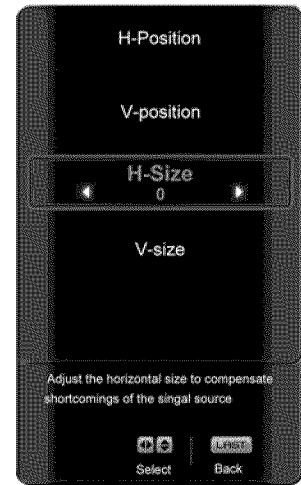 H-Position
V-position
H-Size
0
V-size
Adjust the horizontal size to compensate
shortcomings of the singal source
LAST
Select Back